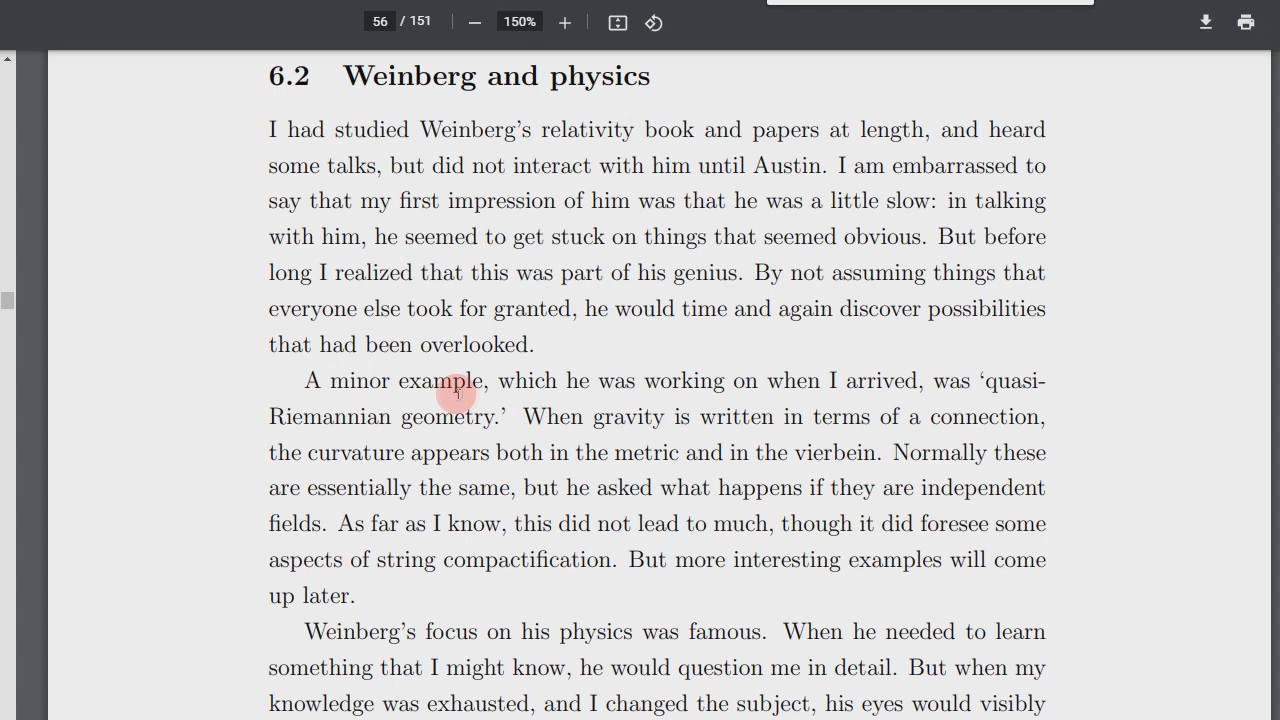 56 / 151 150%
6.2 Weinberg and physics
I had studied Weinberg's relativity book and papers at length, and heard
some talks, but did not interact with him until Austin. I am embarrassed to
say that my first impression of him was that he was a little slow: in talking
with him, he seemed to get stuck on things that seemed obvious. But before
long I realized that this was part of his genius. By not assuming things that
everyone else took for granted, he would time and again discover possibilities
that had been overlooked.
A minor example, which he was working on when I arrived, was ‘quasi-
Riemannian geometry.’ When gravity is written in terms of a connection,
the curvature appears both in the metric and in the vierbein. Normally these
are essentially the same, but he asked what happens if they are independent
fields. As far as I know, this did not lead to much, though it did foresee some
aspects of string compactification. But more interesting examples will come
up later.
Weinberg's focus on his physics was famous. When he needed to learn
something that I might know, he would question me in detail. But when my
knowledge was exhausted, and I changed the subject, his eyes would visibly